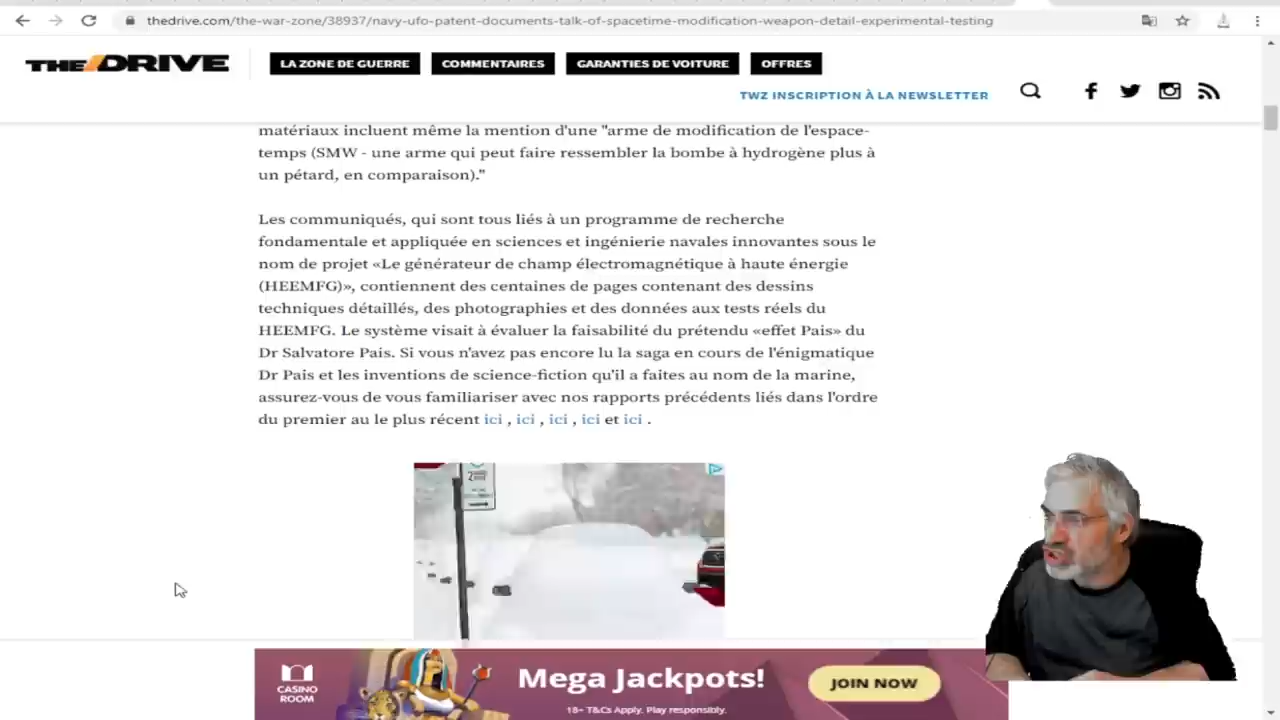 thedrive.com/the-war-zone/38937/navy-ufo-patent-documents-talk-of-spacetime-modification-weapon-detail-experimental-testing
THE/DRIVE
LA ZONE DE GUERRE
COMMENTAIRES
GARANTIES DE VOITURE
OFFRES
TWZ INSCRIPTION À LA NEWSLETTER
matériaux incluent même la mention d'une "arme de modification de l'espace-
temps (SMW - une arme qui peut faire ressembler la bombe à hydrogène plus à
un pétard, en comparaison)."
Les communiqués, qui sont tous liés à un programme de recherche
fondamentale et appliquée en sciences et ingénierie navales innovantes sous le
nom de projet «Le générateur de champ électromagnétique à haute énergie
(HEEMFG)», contiennent des centaines de pages contenant des dessins
techniques détaillés, des photographies et des données aux tests réels du
HEEMFG. Le système visait à évaluer la faisabilité du prétendu «effet Pais» du
Dr Salvatore Pais. Si vous n'avez pas encore lu la saga en cours de l'énigmatique
Dr Pais et les inventions de science-fiction qu'il a faites au nom de la marine,
assurez-vous de vous familiariser avec nos rapports précédents liés dans l'ordre
du premier au le plus récent ici , ici , ici , ici et ici .
CASINO
ROOM
Mega Jackpots!
18+ T&Cs Apply. Play responsibly.
JOIN NOW